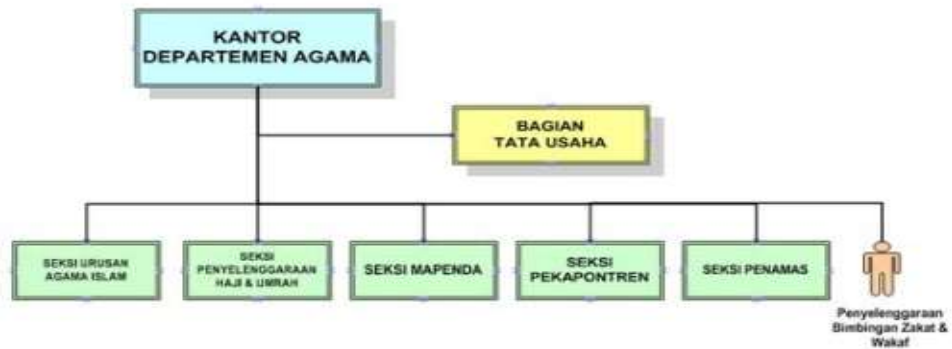 KANTOR
DEPARTEMEN AGAMA
BAGIAN
TATA USAHA
SEKSI URUSAN
AGAMA ISLAM
SEKSI
PENYELENGGARAAN
HAJI & UMRAH
SEKSI MAPENDA
SEKSI
PEKAPONTREN
SEKSI PENAMAS
Penyelenggaraan
Bimbingan Zakat &
Wakaf